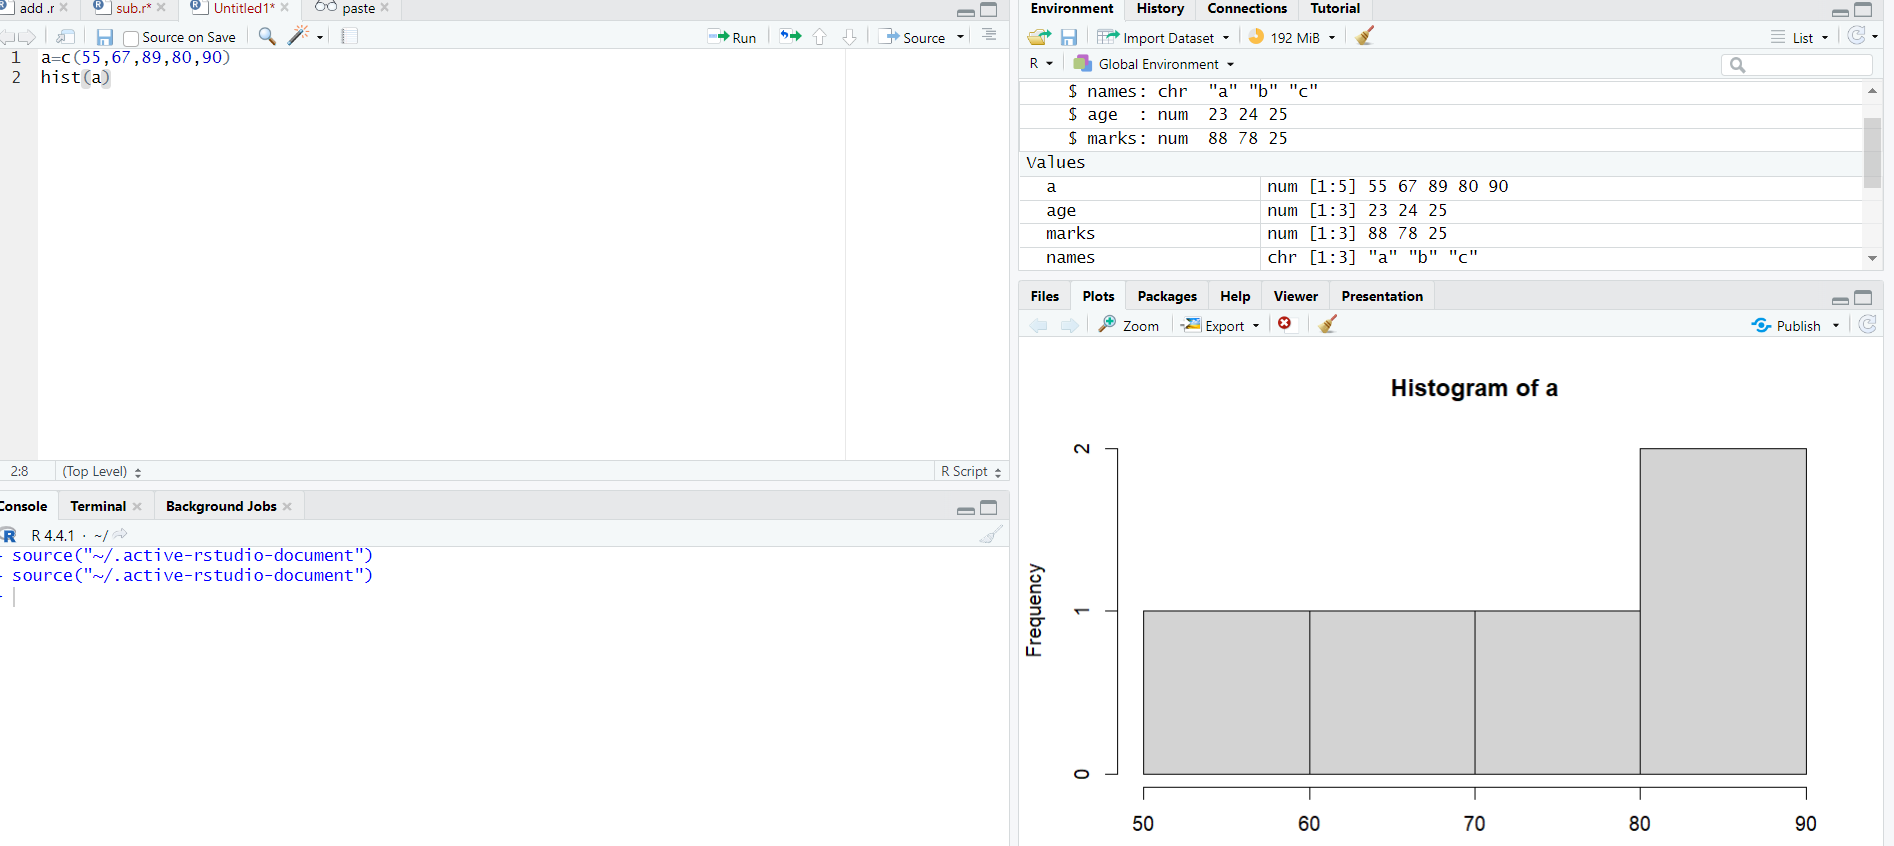 add .r
sub.r*
Untitled1*
paste
Source on Save
Run
Source
1 a=c(55,67,89,80,90)
2 hist(a)
2:8
(Top Level)
R Script
Console
Terminal
Background Jobs
R 4.4.1 · ~/
source("~/.active-rstudio-document")
source("~/.active-rstudio-document")
Environment
History
Connections
Tutorial
Import Dataset
192 MiB
List
R
Global Environment
$ names: chr "a" "b" "c"
$ age : num 23 24 25
$ marks: num 88 78 25
Values
a num [1:5] 55 67 89 80 90
age num [1:3] 23 24 25
marks num [1:3] 88 78 25
names chr [1:3] "a" "b" "c"
Files
Plots
Packages
Help
Viewer
Presentation
Zoom
Export
Publish
Histogram of a
Frequency
2
1
0
50 60 70 80 90